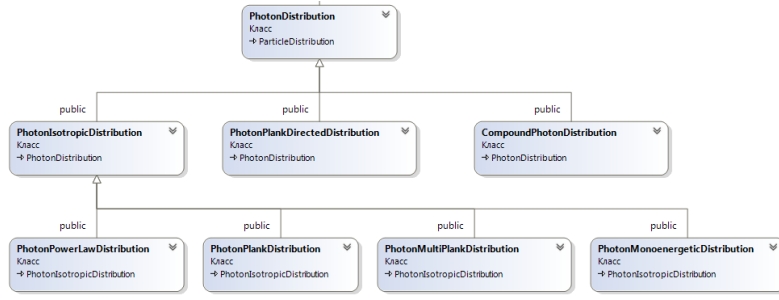 PhotonDistribution
Класс
ParticleDistribution
public
public
public
PhotonIsotropicDistribution
Класс
PhotonDistribution
PhotonPlankDirectedDistribution
Класс
PhotonDistribution
CompoundPhotonDistribution
Класс
PhotonDistribution
public
public
public
public
PhotonPowerLawDistribution
Класс
PhotonIsotropicDistribution
PhotonPlankDistribution
Класс
PhotonIsotropicDistribution
PhotonMultiPlankDistribution
Класс
PhotonIsotropicDistribution
PhotonMonoenergeticDistribution
Класс
PhotonIsotropicDistribution